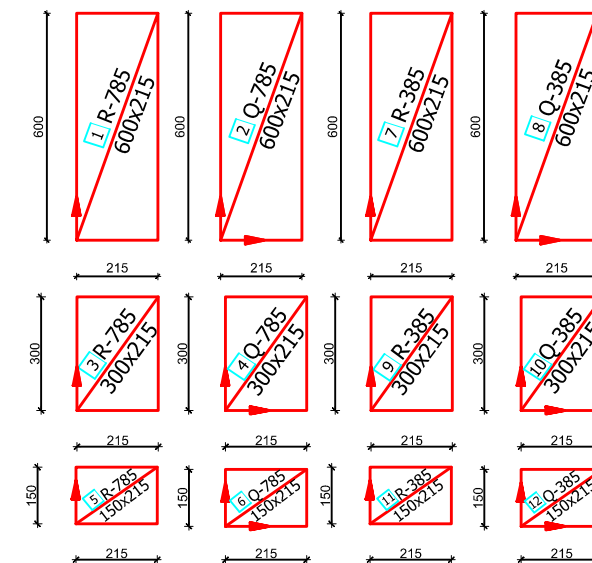 600
1 R-785
600x215
215
600
2 Q-785
600x215
215
600
7 R-385
600x215
215
600
8 Q-385
600x215
215
300
3 R-785
300x215
215
300
4 Q-785
300x215
215
300
9 R-385
300x215
215
300
10 Q-385
300x215
215
150
5 R-785
150x215
215
150
6 Q-785
150x215
215
150
11 R-385
150x215
215
150
12 Q-385
150x215
215